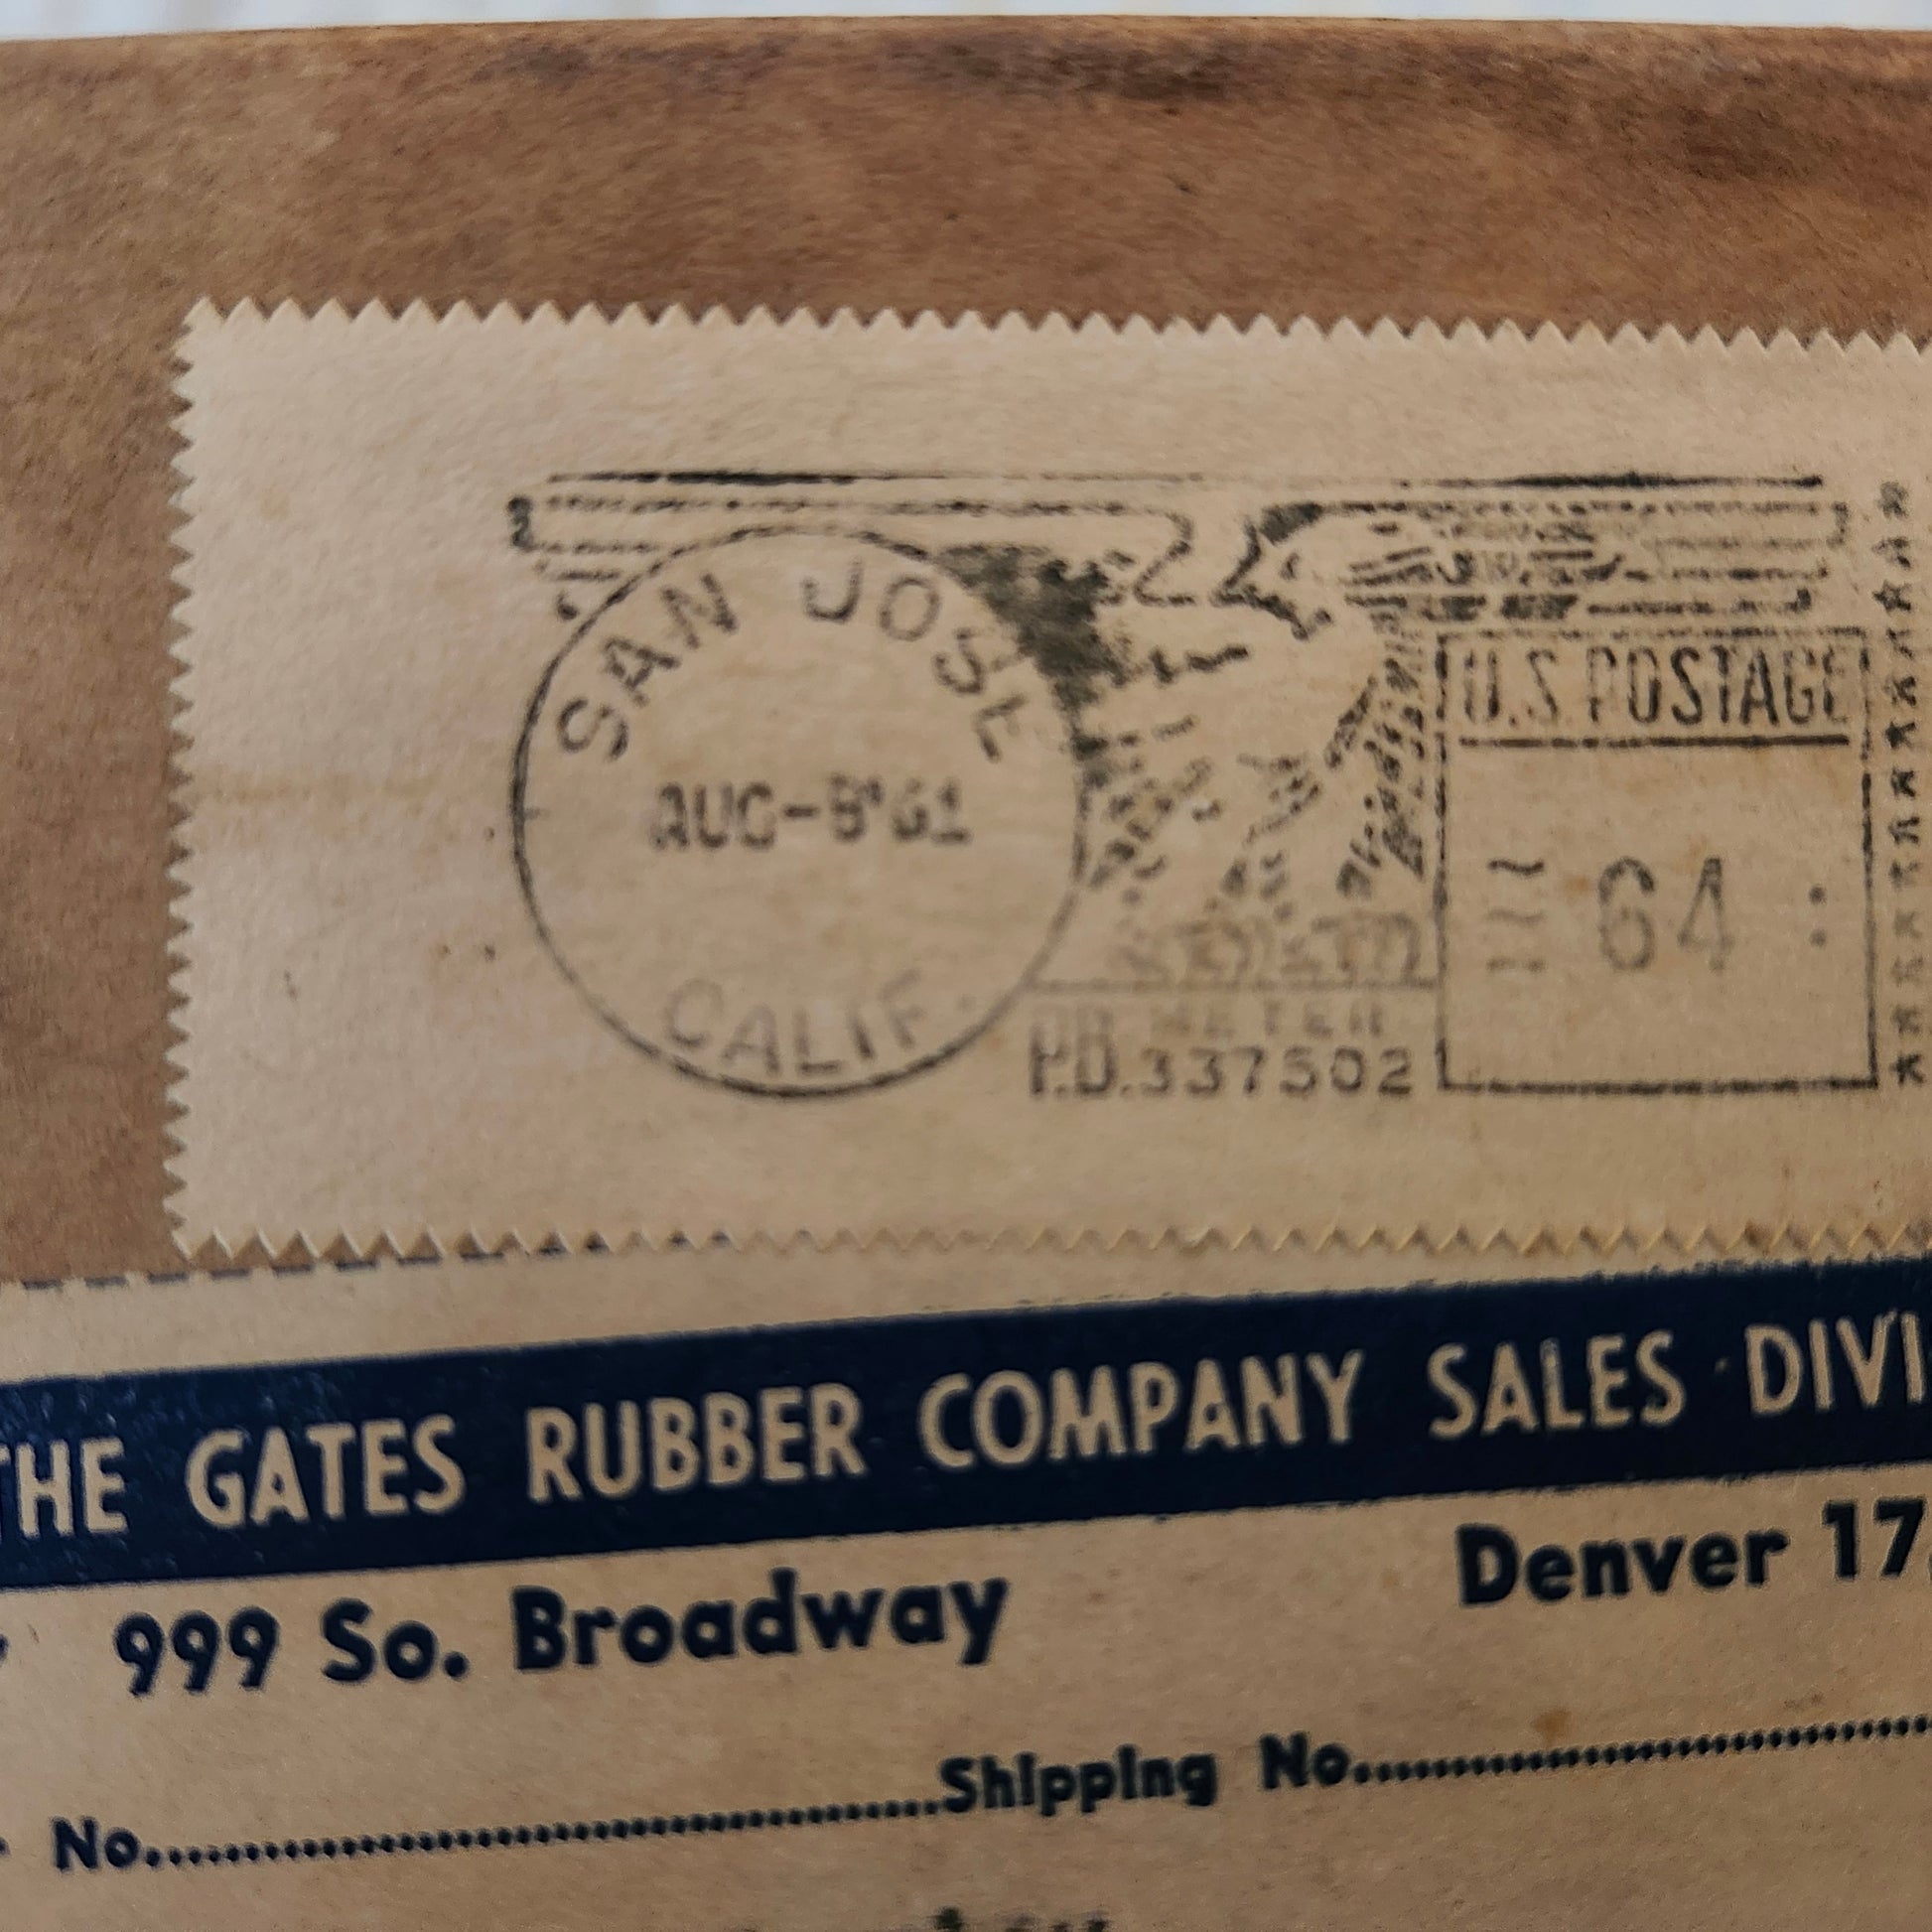 SAN JOSE
AUG-8'61
CALIF.
U.S. POSTAGE
64
P.B. METER
337502
THE GATES RUBBER COMPANY SALES
999 So. Broadway
Denver 17,
No. Shipping No.